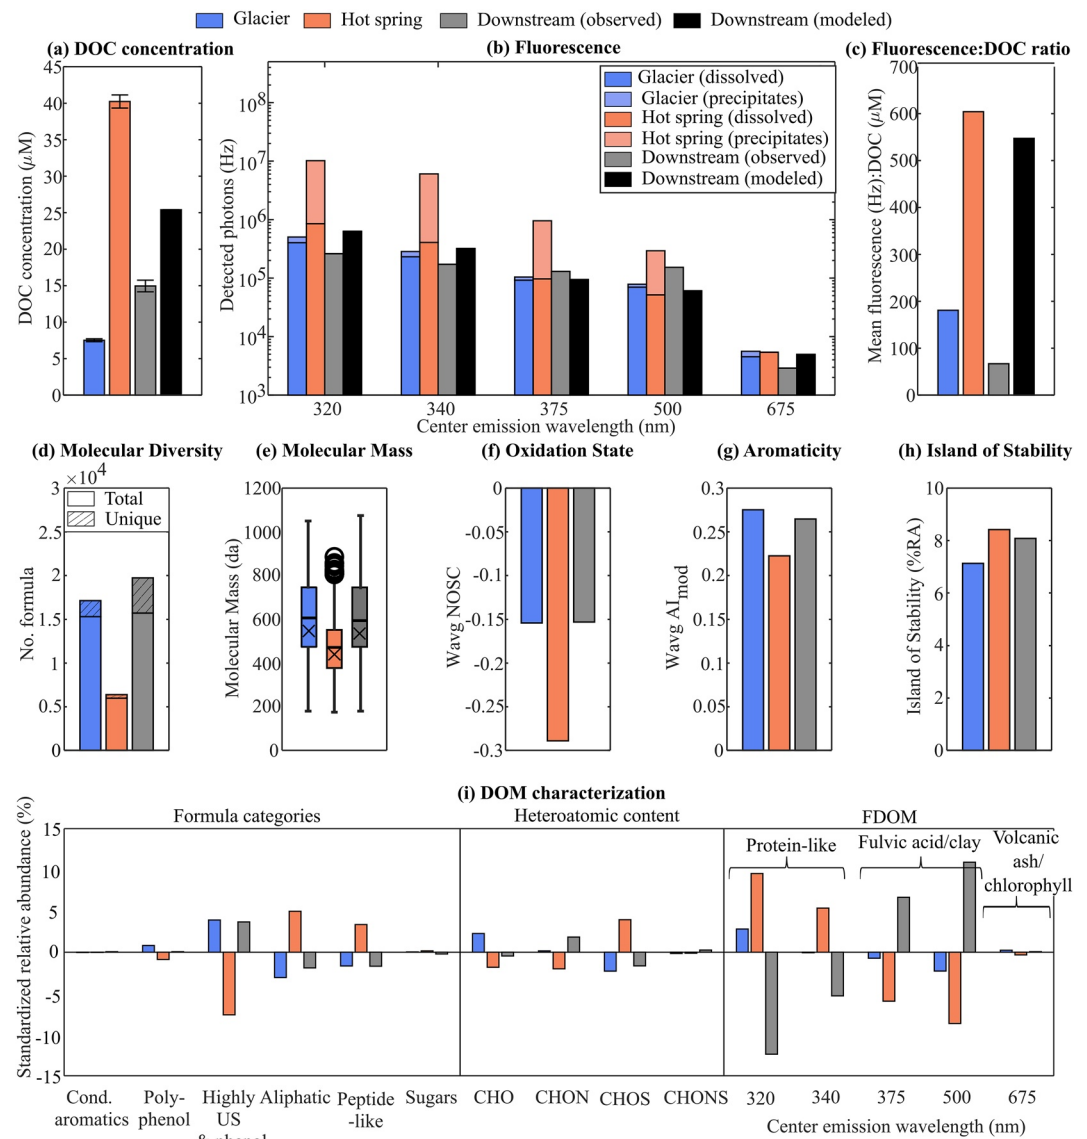 Glacier Hot spring Downstream (observed) Downstream (modeled)
(a) DOC concentration
DOC concentration (μM)
45
40
35
30
25
20
15
10
5
0
(b) Fluorescence
Detected photons (Hz)
10^8
10^7
10^6
10^5
10^4
10^3
Glacier (dissolved)
Glacier (precipitates)
Hot spring (dissolved)
Hot spring (precipitates)
Downstream (observed)
Downstream (modeled)
320 340 375 500 675
Center emission wavelength (nm)
(c) Fluorescence:DOC ratio
Mean fluorescence (Hz):DOC (μM)
700
600
500
400
300
200
100
0
(d) Molecular Diversity
×10^4
No. formula
3
2.5
2
1.5
1
0.5
0
Total
Unique
(e) Molecular Mass
Molecular Mass (da)
1200
1000
800
600
400
200
0
(f) Oxidation State
Wavg NOSC
0
-0.05
-0.1
-0.15
-0.2
-0.25
-0.3
(g) Aromaticity
Wavg AI_mod
0.3
0.25
0.2
0.15
0.1
0.05
0
(h) Island of Stability
Island of Stability (%RA)
10
8
6
4
2
0
(i) DOM characterization
Formula categories Heteroatomic content FDOM
Standardized relative abundance (%)
15
10
5
0
-5
-10
-15
Protein-like
Fulvic acid/clay
Volcanic
ash/
chlorophyll
Cond.
aromatics
Poly-
phenol
Highly
US
& phenol
Aliphatic
Peptide
-like
Sugars
CHO
CHON
CHOS
CHONS
320 340 375 500 675
Center emission wavelength (nm)